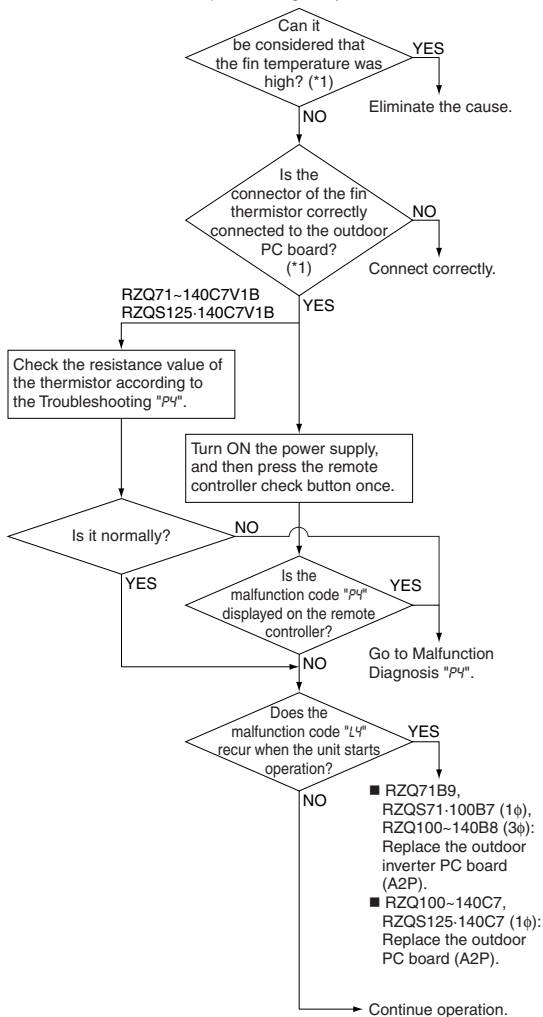 Can it
be considered that
the fin temperature was
high? (*1)
YES
Eliminate the cause.
NO
Is the
connector of the fin
thermistor correctly
connected to the outdoor
PC board?
(*1)
NO
Connect correctly.
RZQ71~140C7V1B
RZQS125·140C7V1B
YES
Check the resistance value of
the thermistor according to
the Troubleshooting "P4".
Turn ON the power supply,
and then press the remote
controller check button once.
Is it normally?
NO
YES
Is the
malfunction code "P4"
displayed on the remote
controller?
YES
Go to Malfunction
Diagnosis "P4".
NO
Does the
malfunction code "L4"
recur when the unit starts
operation?
YES
NO
■ RZQ71B9,
RZQS71·100B7 (1ϕ),
RZQ100~140B8 (3ϕ):
Replace the outdoor
inverter PC board
(A2P).
■ RZQ100~140C7,
RZQS125·140C7 (1ϕ):
Replace the outdoor
PC board (A2P).
Continue operation.